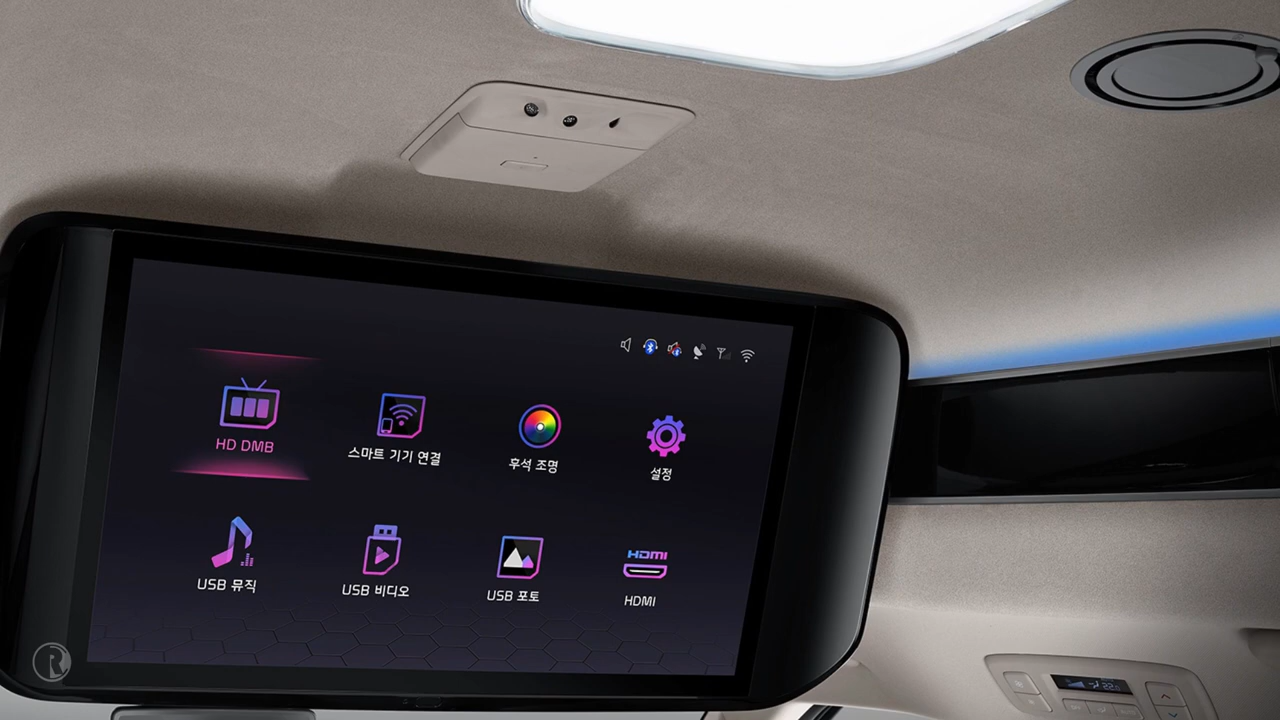 HD DMB
스마트 기기 연결
후석 조명
설정
USB 뮤직
USB 비디오
USB 포토
HDMI
HDMI
R